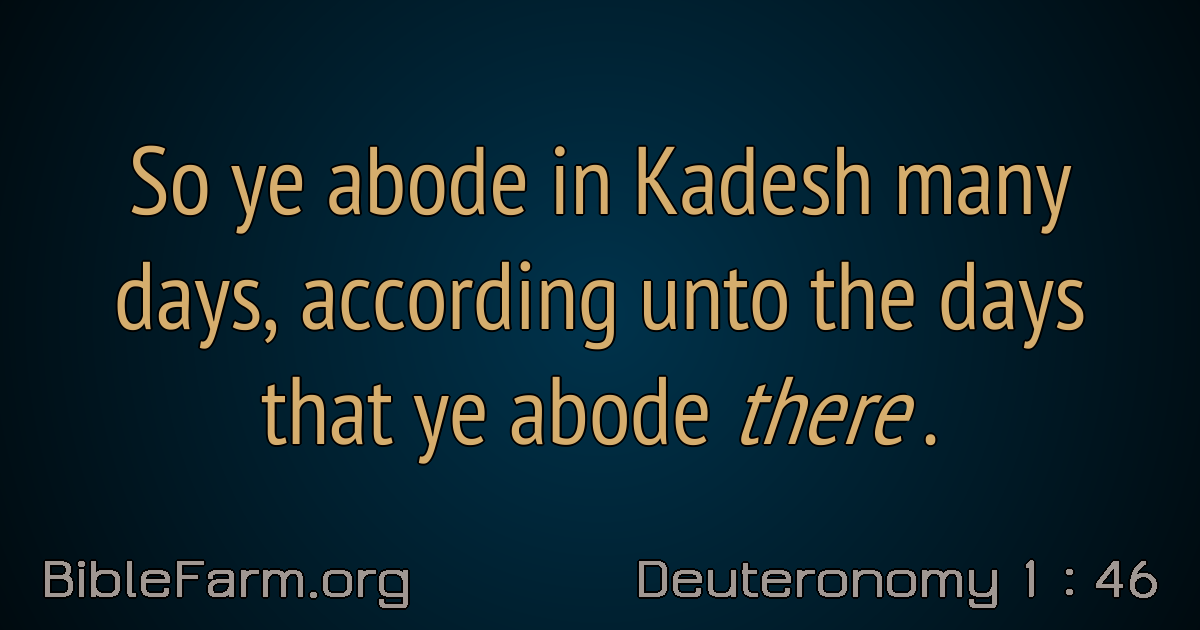 So ye abode in Kadesh many
days, according unto the days
that ye abode there .
BibleFarm.org
Deuteronomy 1 : 46